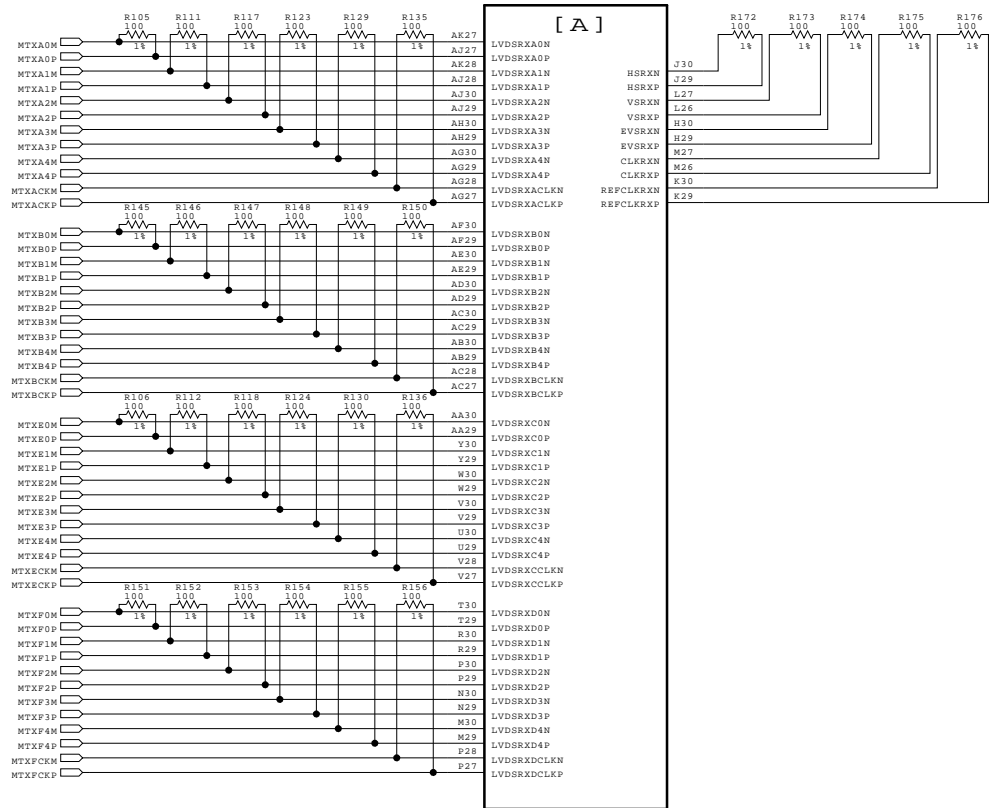 R105 R111 R117 R123 R129 R135
100 100 100 100 100 100
1% 1% 1% 1% 1% 1%
[A]
R172 R173 R174 R175 R176
100 100 100 100 100
1% 1% 1% 1% 1%
MTXA0M AK27 LVDSRXA0N
MTXA0P AJ27 LVDSRXA0P
MTXA1M AK28 LVDSRXA1N
MTXA1P AJ28 LVDSRXA1P
MTXA2M AJ30 LVDSRXA2N
MTXA2P AJ29 LVDSRXA2P
MTXA3M AH30 LVDSRXA3N
MTXA3P AH29 LVDSRXA3P
MTXA4M AG30 LVDSRXA4N
MTXA4P AG29 LVDSRXA4P
MTXACKM AG28 LVDSRXACLKN
MTXACKP AG27 LVDSRXACLKP
HSRXN J30
HSRXP J29
VSRXN L27
VSRXP L26
EVSRXN H30
EVSRXP H29
CLKRXN M27
CLKRXP M26
REFCLKRXN K30
REFCLKRXP K29
R145 R146 R147 R148 R149 R150
100 100 100 100 100 100
1% 1% 1% 1% 1% 1%
MTXB0M AF30 LVDSRXB0N
MTXB0P AF29 LVDSRXB0P
MTXB1M AE30 LVDSRXB1N
MTXB1P AE29 LVDSRXB1P
MTXB2M AD30 LVDSRXB2N
MTXB2P AD29 LVDSRXB2P
MTXB3M AC30 LVDSRXB3N
MTXB3P AC29 LVDSRXB3P
MTXB4M AB30 LVDSRXB4N
MTXB4P AB29 LVDSRXB4P
MTXBCKM AC28 LVDSRXBCLKN
MTXBCKP AC27 LVDSRXBCLKP
R106 R112 R118 R124 R130 R136
100 100 100 100 100 100
1% 1% 1% 1% 1% 1%
MTXE0M AA30 LVDSRXC0N
MTXE0P AA29 LVDSRXC0P
MTXE1M Y30 LVDSRXC1N
MTXE1P Y29 LVDSRXC1P
MTXE2M W30 LVDSRXC2N
MTXE2P W29 LVDSRXC2P
MTXE3M V30 LVDSRXC3N
MTXE3P V29 LVDSRXC3P
MTXE4M U30 LVDSRXC4N
MTXE4P U29 LVDSRXC4P
MTXECKM V28 LVDSRXCCLKN
MTXECKP V27 LVDSRXCCLKP
R151 R152 R153 R154 R155 R156
100 100 100 100 100 100
1% 1% 1% 1% 1% 1%
MTXF0M T30 LVDSRXD0N
MTXF0P T29 LVDSRXD0P
MTXF1M R30 LVDSRXD1N
MTXF1P R29 LVDSRXD1P
MTXF2M P30 LVDSRXD2N
MTXF2P P29 LVDSRXD2P
MTXF3M N30 LVDSRXD3N
MTXF3P N29 LVDSRXD3P
MTXF4M M30 LVDSRXD4N
MTXF4P M29 LVDSRXD4P
MTXFCKM P28 LVDSRXDCLKN
MTXFCKP P27 LVDSRXDCLKP